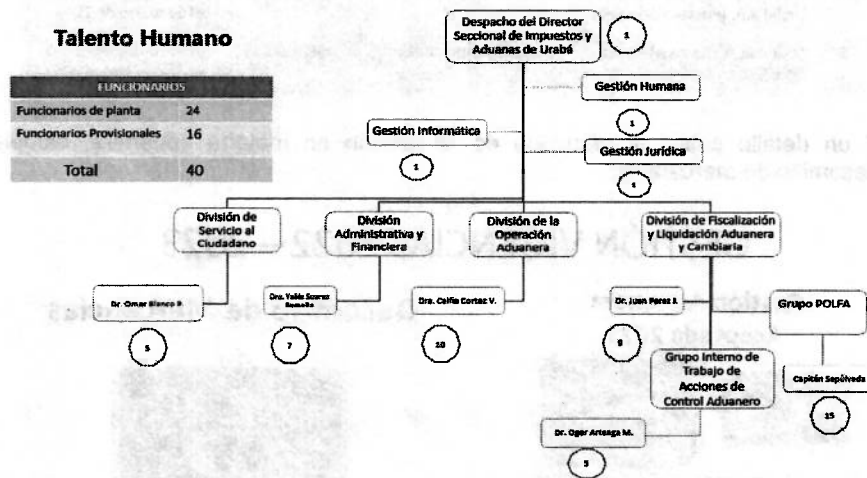 Talento Humano
FUNCIONARIOS
Funcionarios de planta 24
Funcionarios Provisionales 16
Total 40
Despacho del Director
Seccional de Impuestos y
Aduanas de Urabá
1
Gestión Humana
1
Gestión Informática
1
Gestión Jurídica
1
División de
Servicio al
Ciudadano
División
Administrativa y
Financiera
División de la
Operación
Aduanera
División de Fiscalización
y Liquidación Aduanera
y Cambiaria
Dr. Omar Blanco
5
Dra. Suarez
7
Dra. Cortez V.
10
Dr. Juan Perez J.
Grupo POLFA
Capitán Sepúlveda
15
Grupo Interno de
Trabajo de
Acciones de
Control Aduanero
Dr. Oger Arteaga M.